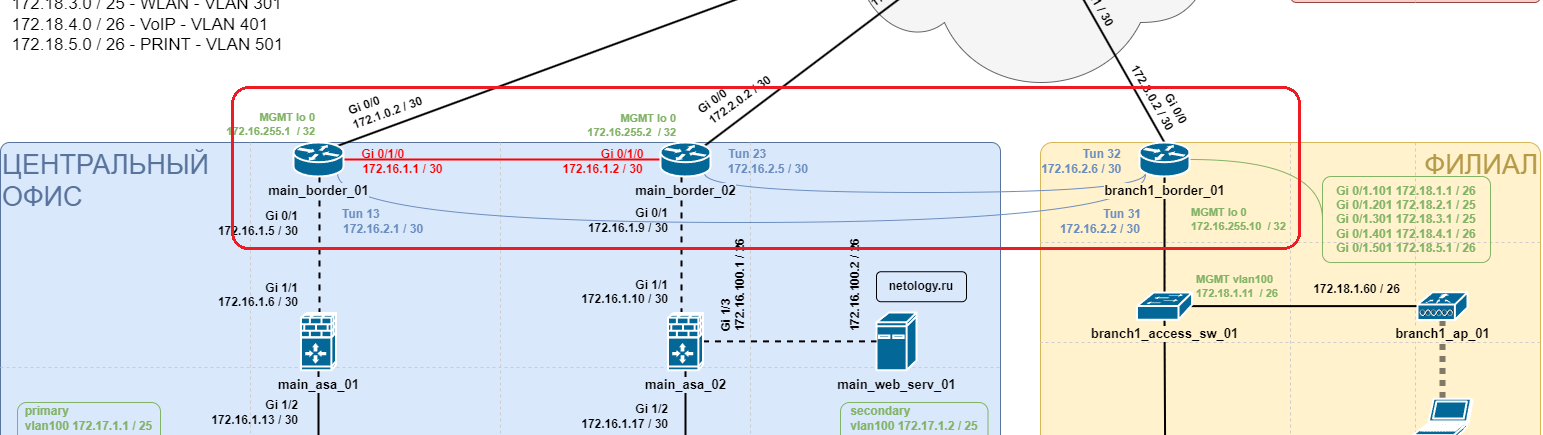 172.18.3.0 / 25 - WLAN - VLAN 301
172.18.4.0 / 26 - VoIP - VLAN 401
172.18.5.0 / 26 - PRINT - VLAN 501
Gi 0/0
172.1.0.2 / 30
Gi 0/0
172.2.0.2 / 30
.1 / 30
Gi 0/0
172.3.0.2 / 30
ЦЕНТРАЛЬНЫЙ
ОФИС
MGMT lo 0
172.16.255.1 / 32
Gi 0/1/0
172.16.1.1 / 30
main_border_01
Gi 0/1
172.16.1.5 / 30
Tun 13
172.16.2.1 / 30
MGMT lo 0
172.16.255.2 / 32
Gi 0/1/0
172.16.1.2 / 30
Tun 23
172.16.2.5 / 30
main_border_02
Gi 0/1
172.16.1.9 / 30
ФИЛИАЛ
Tun 32
172.16.2.6 / 30
branch1_border_01
Tun 31
172.16.2.2 / 30
MGMT lo 0
172.16.255.10 / 32
Gi 0/1.101 172.18.1.1 / 26
Gi 0/1.201 172.18.2.1 / 25
Gi 0/1.301 172.18.3.1 / 25
Gi 0/1.401 172.18.4.1 / 26
Gi 0/1.501 172.18.5.1 / 26
Gi 1/1
172.16.1.6 / 30
main_asa_01
Gi 1/2
172.16.1.13 / 30
Gi 1/1
172.16.1.10 / 30
main_asa_02
Gi 1/2
172.16.1.17 / 30
Gi 1/3
172.16.100.1 / 26
172.16.100.2 / 26
netology.ru
main_web_serv_01
MGMT vlan100
172.18.1.11 / 26
172.18.1.60 / 26
branch1_access_sw_01
branch1_ap_01
primary
vlan100 172.17.1.1 / 25
secondary
vlan100 172.17.1.2 / 25